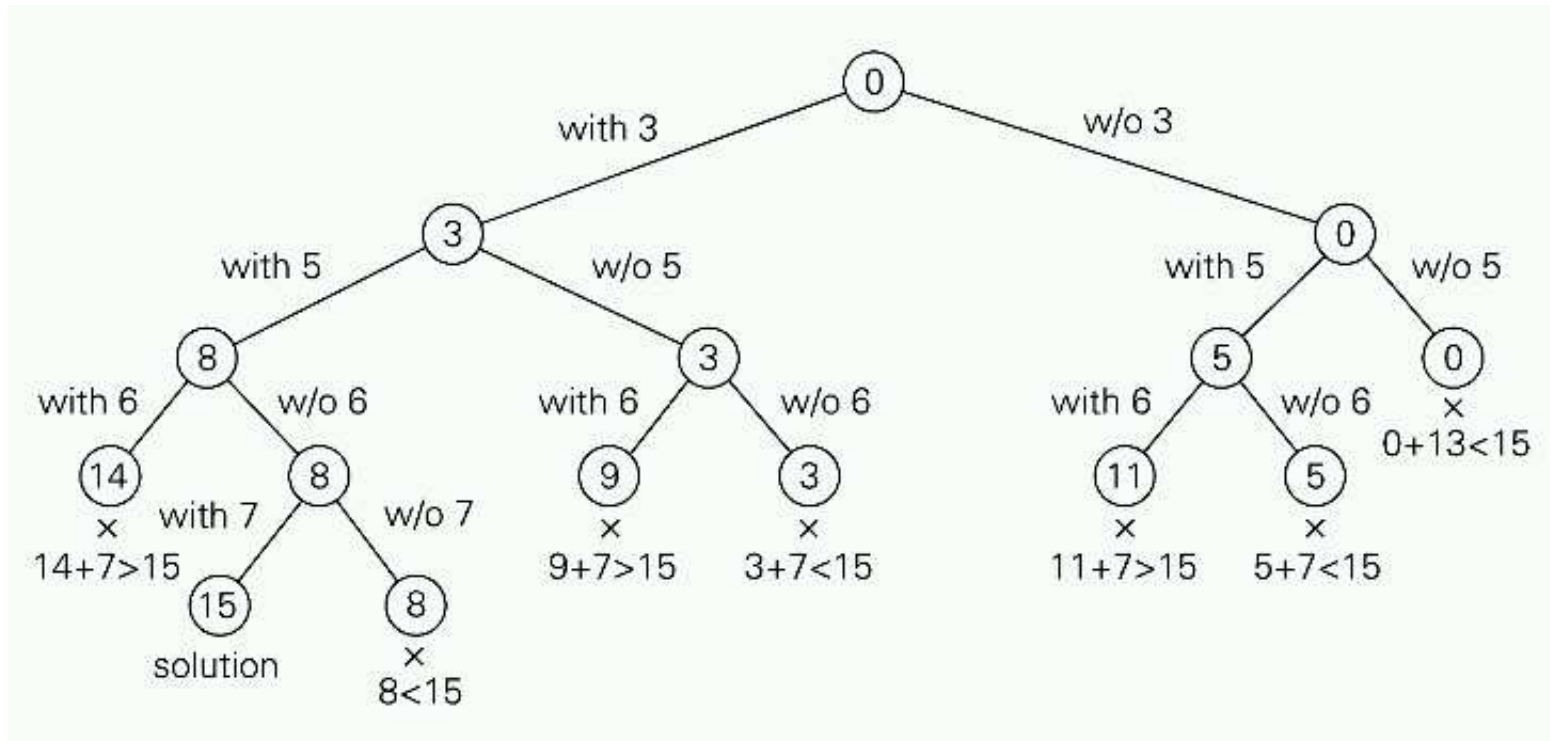 0
with 3
w/o 3
3
0
with 5
w/o 5
with 5
w/o 5
8
3
5
0
with 6
w/o 6
with 6
w/o 6
with 6
w/o 6
×
0+13<15
14
8
9
3
11
5
×
with 7
w/o 7
×
×
×
×
14+7>15
9+7>15
3+7<15
11+7>15
5+7<15
15
8
solution
×
8<15